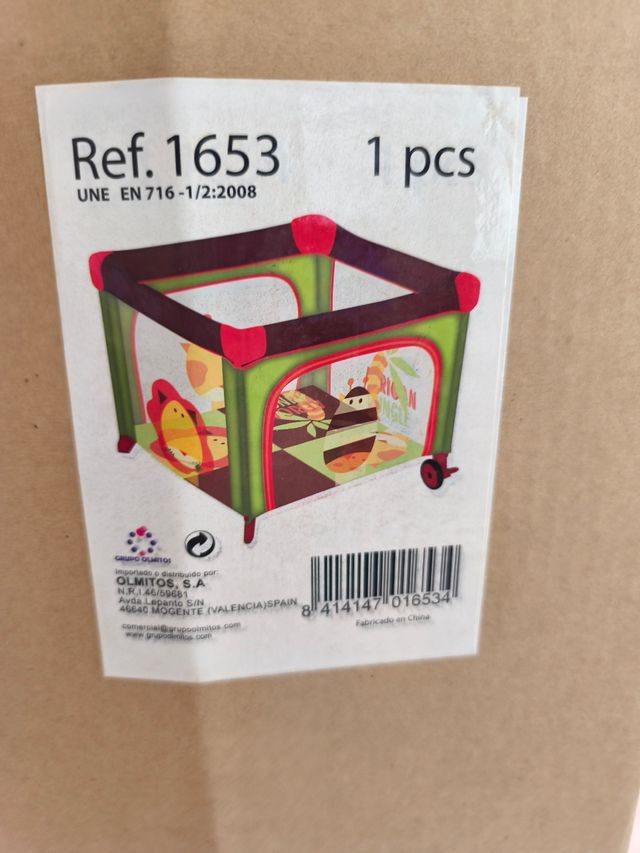 Ref. 1653
1 pcs
UNE EN 716 -1/2:2008
GRUPO OLMITOS
Importado o distribuido por:
OLMITOS, S.A
N.R.I.46/59681
Avda.Lepanto S/N
46640 MOGENTE (VALENCIA)SPAIN
comercial@grupoolmitos.com
www.grupoolmitos.com
8 414147 016534
Fabricado en China